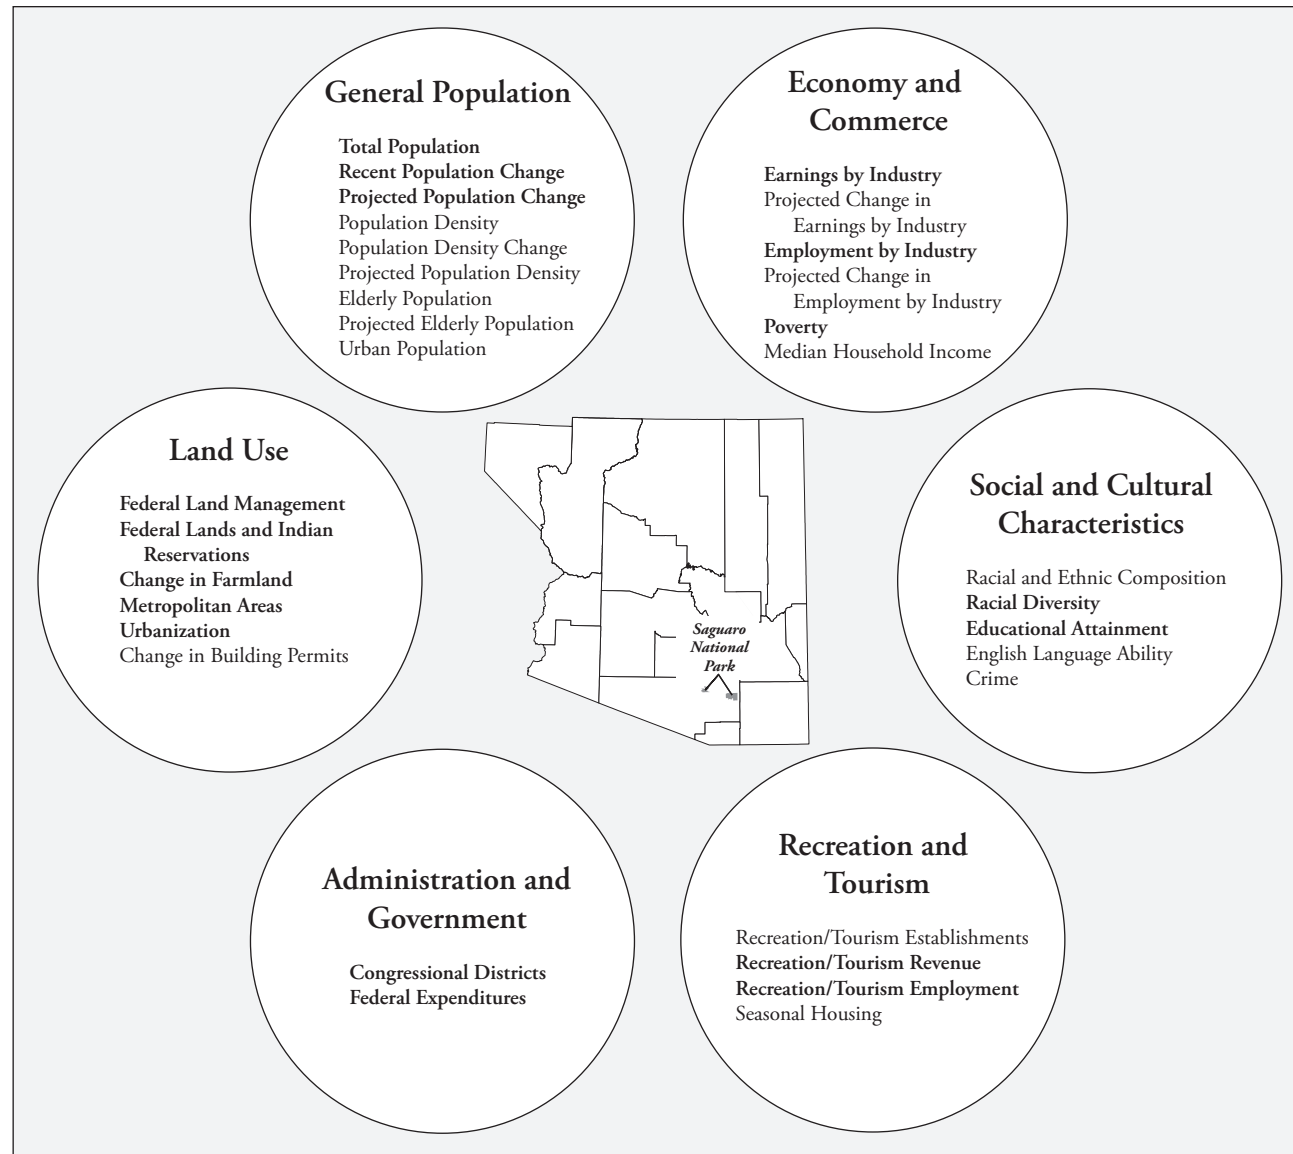 General Population
Total Population
Recent Population Change
Projected Population Change
Population Density
Population Density Change
Projected Population Density
Elderly Population
Projected Elderly Population
Urban Population
Economy and
Commerce
Earnings by Industry
Projected Change in
Earnings by Industry
Employment by Industry
Projected Change in
Employment by Industry
Poverty
Median Household Income
Land Use
Federal Land Management
Federal Lands and Indian
Reservations
Change in Farmland
Metropolitan Areas
Urbanization
Change in Building Permits
Saguaro
National
Park
Social and Cultural
Characteristics
Racial and Ethnic Composition
Racial Diversity
Educational Attainment
English Language Ability
Crime
Administration and
Government
Congressional Districts
Federal Expenditures
Recreation and
Tourism
Recreation/Tourism Establishments
Recreation/Tourism Revenue
Recreation/Tourism Employment
Seasonal Housing